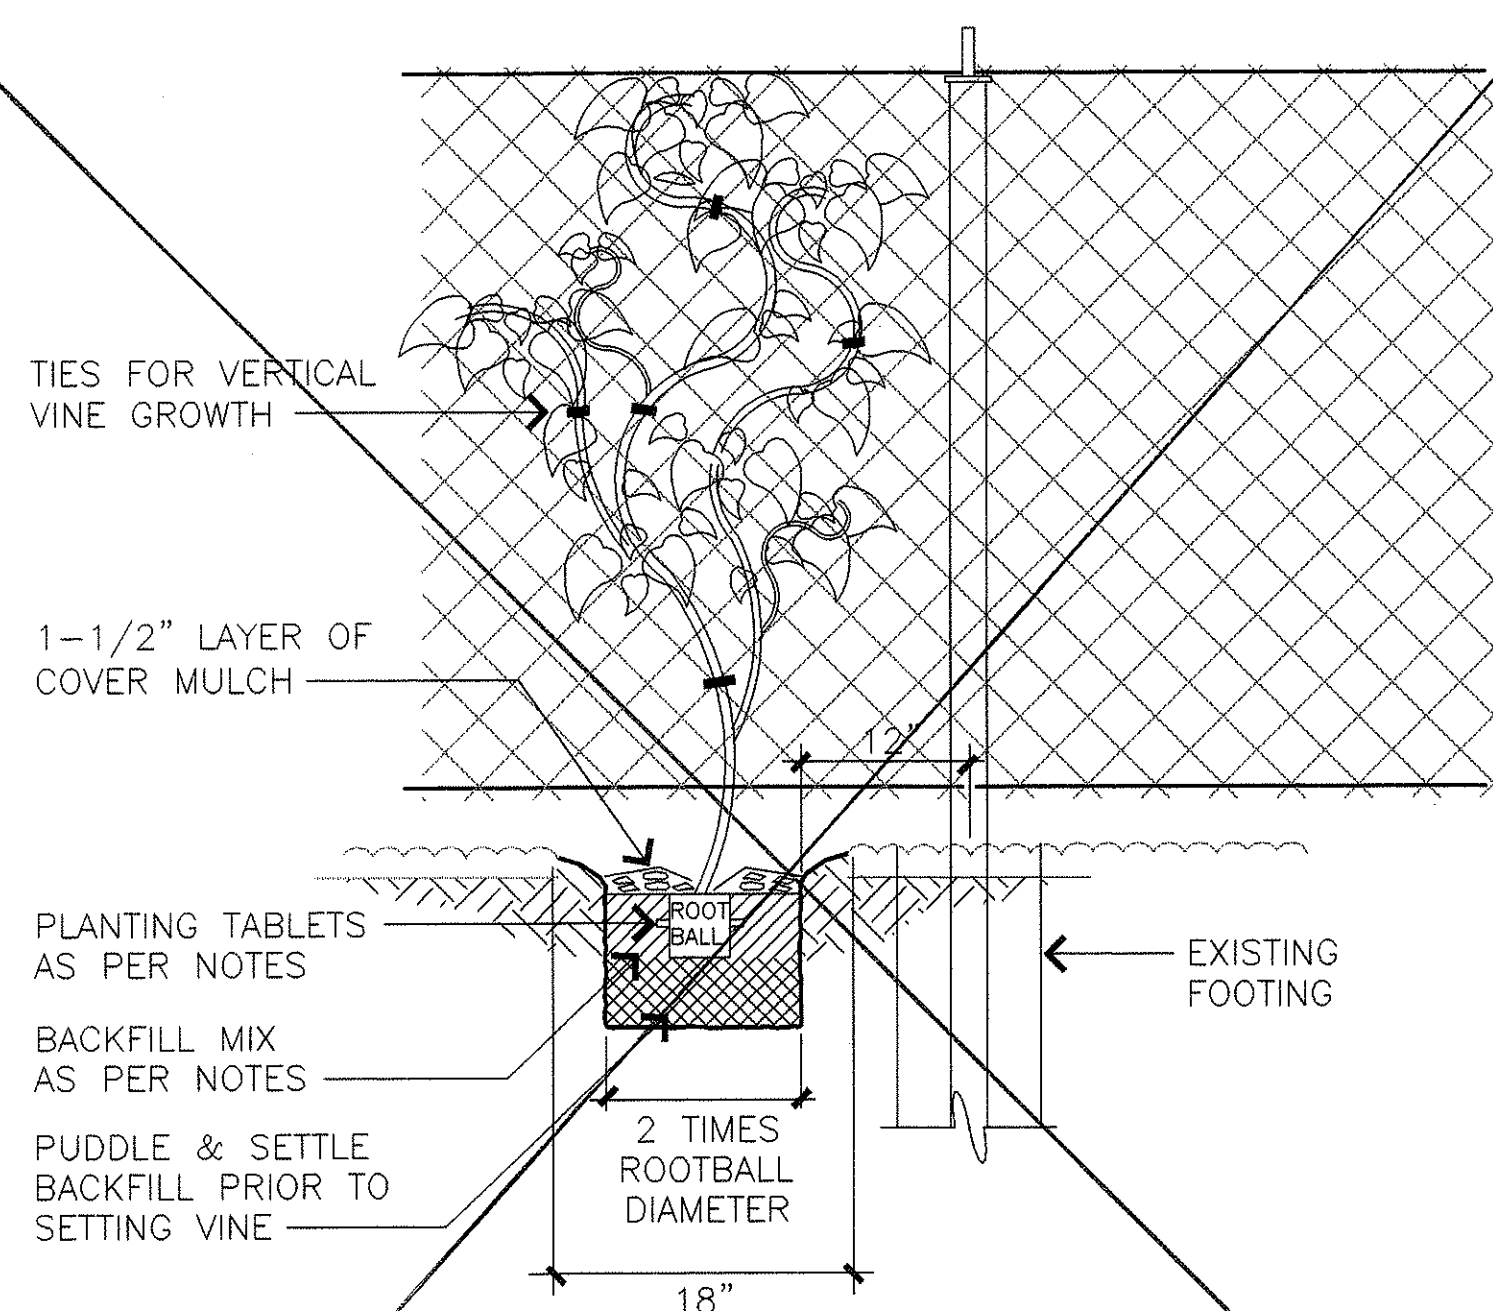 TIES FOR VERTICAL
VINE GROWTH
1-1/2" LAYER OF
COVER MULCH
12"
ROOT
BALL
PLANTING TABLETS
AS PER NOTES
EXISTING
FOOTING
BACKFILL MIX
AS PER NOTES
PUDDLE & SETTLE
BACKFILL PRIOR TO
SETTING VINE
2 TIMES
ROOTBALL
DIAMETER
18"